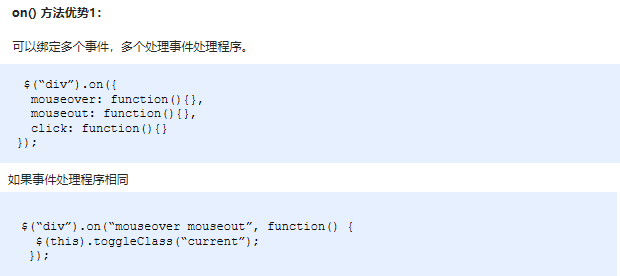 on() 方法优势1：
可以绑定多个事件，多个处理事件处理程序。
$(“div”).on({
mouseover: function(){},
mouseout: function(){},
click: function(){}
});
如果事件处理程序相同
$(“div”).on(“mouseover mouseout”, function() {
$(this).toggleClass(“current”);
});